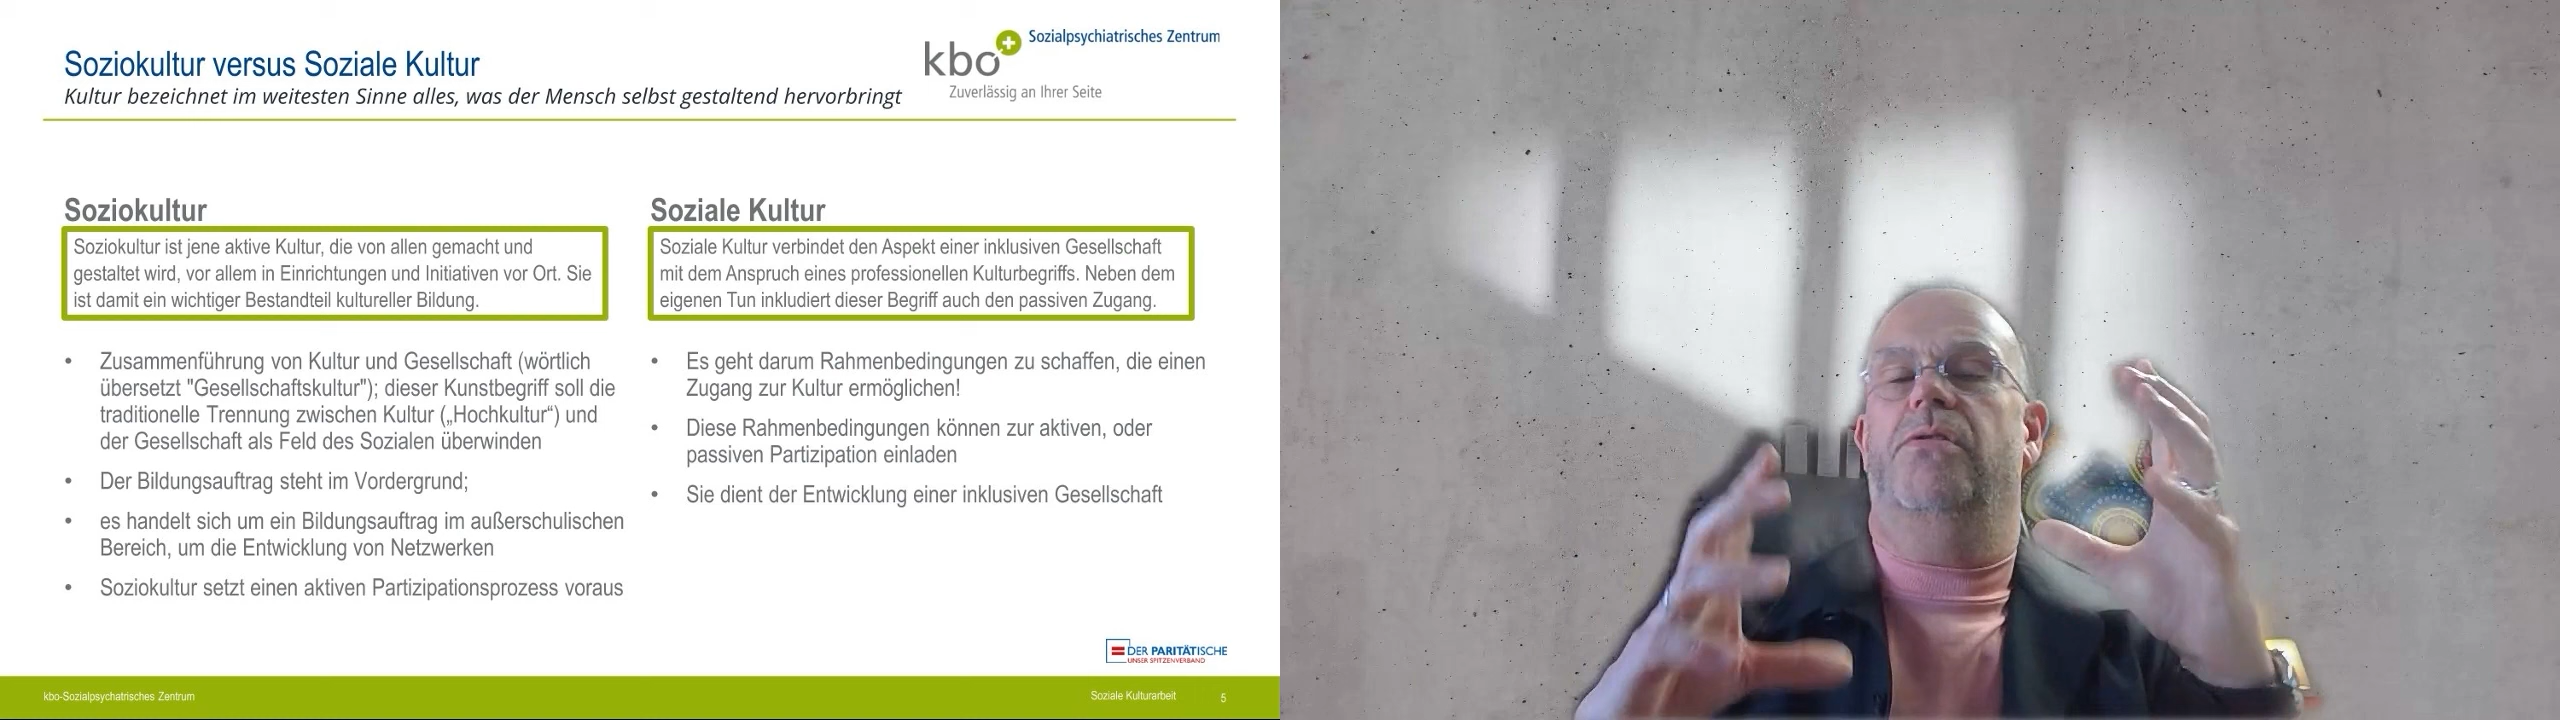 Soziokultur versus Soziale Kultur
Kultur bezeichnet im weitesten Sinne alles, was der Mensch selbst gestaltend hervorbringt
kbo Sozialpsychiatrisches Zentrum
Zuverlässig an Ihrer Seite
Soziokultur
Soziokultur ist jene aktive Kultur, die von allen gemacht und
gestaltet wird, vor allem in Einrichtungen und Initiativen vor Ort. Sie
ist damit ein wichtiger Bestandteil kultureller Bildung.
• Zusammenführung von Kultur und Gesellschaft (wörtlich
übersetzt "Gesellschaftskultur"); dieser Kunstbegriff soll die
traditionelle Trennung zwischen Kultur („Hochkultur“) und
der Gesellschaft als Feld des Sozialen überwinden
• Der Bildungsauftrag steht im Vordergrund;
• es handelt sich um ein Bildungsauftrag im außerschulischen
Bereich, um die Entwicklung von Netzwerken
• Soziokultur setzt einen aktiven Partizipationsprozess voraus
Soziale Kultur
Soziale Kultur verbindet den Aspekt einer inklusiven Gesellschaft
mit dem Anspruch eines professionellen Kulturbegriffs. Neben dem
eigenen Tun inkludiert dieser Begriff auch den passiven Zugang.
• Es geht darum Rahmenbedingungen zu schaffen, die einen
Zugang zur Kultur ermöglichen!
• Diese Rahmenbedingungen können zur aktiven, oder
passiven Partizipation einladen
• Sie dient der Entwicklung einer inklusiven Gesellschaft
DER PARITÄTISCHE
UNSER SPITZENVERBAND
kbo-Sozialpsychatrisches Zentrum
Soziale Kulturarbeit
5